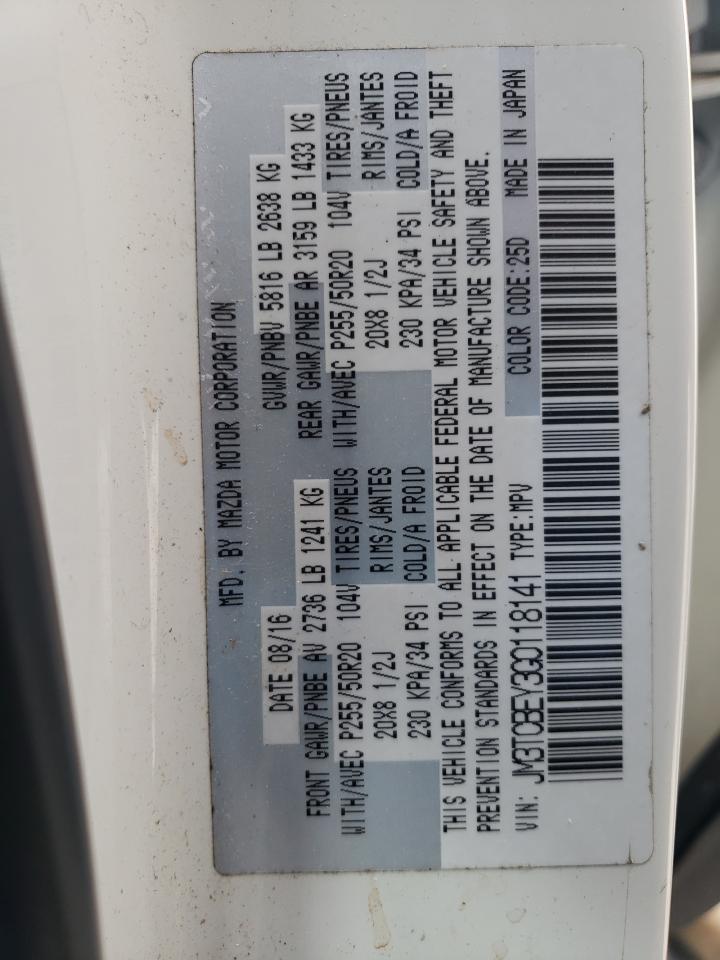 MFD. BY MAZDA MOTOR CORPORATION
DATE 08/16 GVWR/PNBV 5816 LB 2638 KG
FRONT GAWR/PNBE AV 2736 LB 1241 KG REAR GAWR/PNBE AR 3159 LB 1433 KG
WITH/AVEC P255/50R20 104V TIRES/PNEUS WITH/AVEC P255/50R20 104V TIRES/PNEUS
20X8 1/2J RIMS/JANTES 20X8 1/2J RIMS/JANTES
230 KPA/34 PSI COLD/A FROID 230 KPA/34 PSI COLD/A FROID
THIS VEHICLE CONFORMS TO ALL APPLICABLE FEDERAL MOTOR VEHICLE SAFETY AND THEFT
PREVENTION STANDARDS IN EFFECT ON THE DATE OF MANUFACTURE SHOWN ABOVE.
VIN: JM3TCBEY3G0118141 TYPE:MPV COLOR CODE:25D MADE IN JAPAN